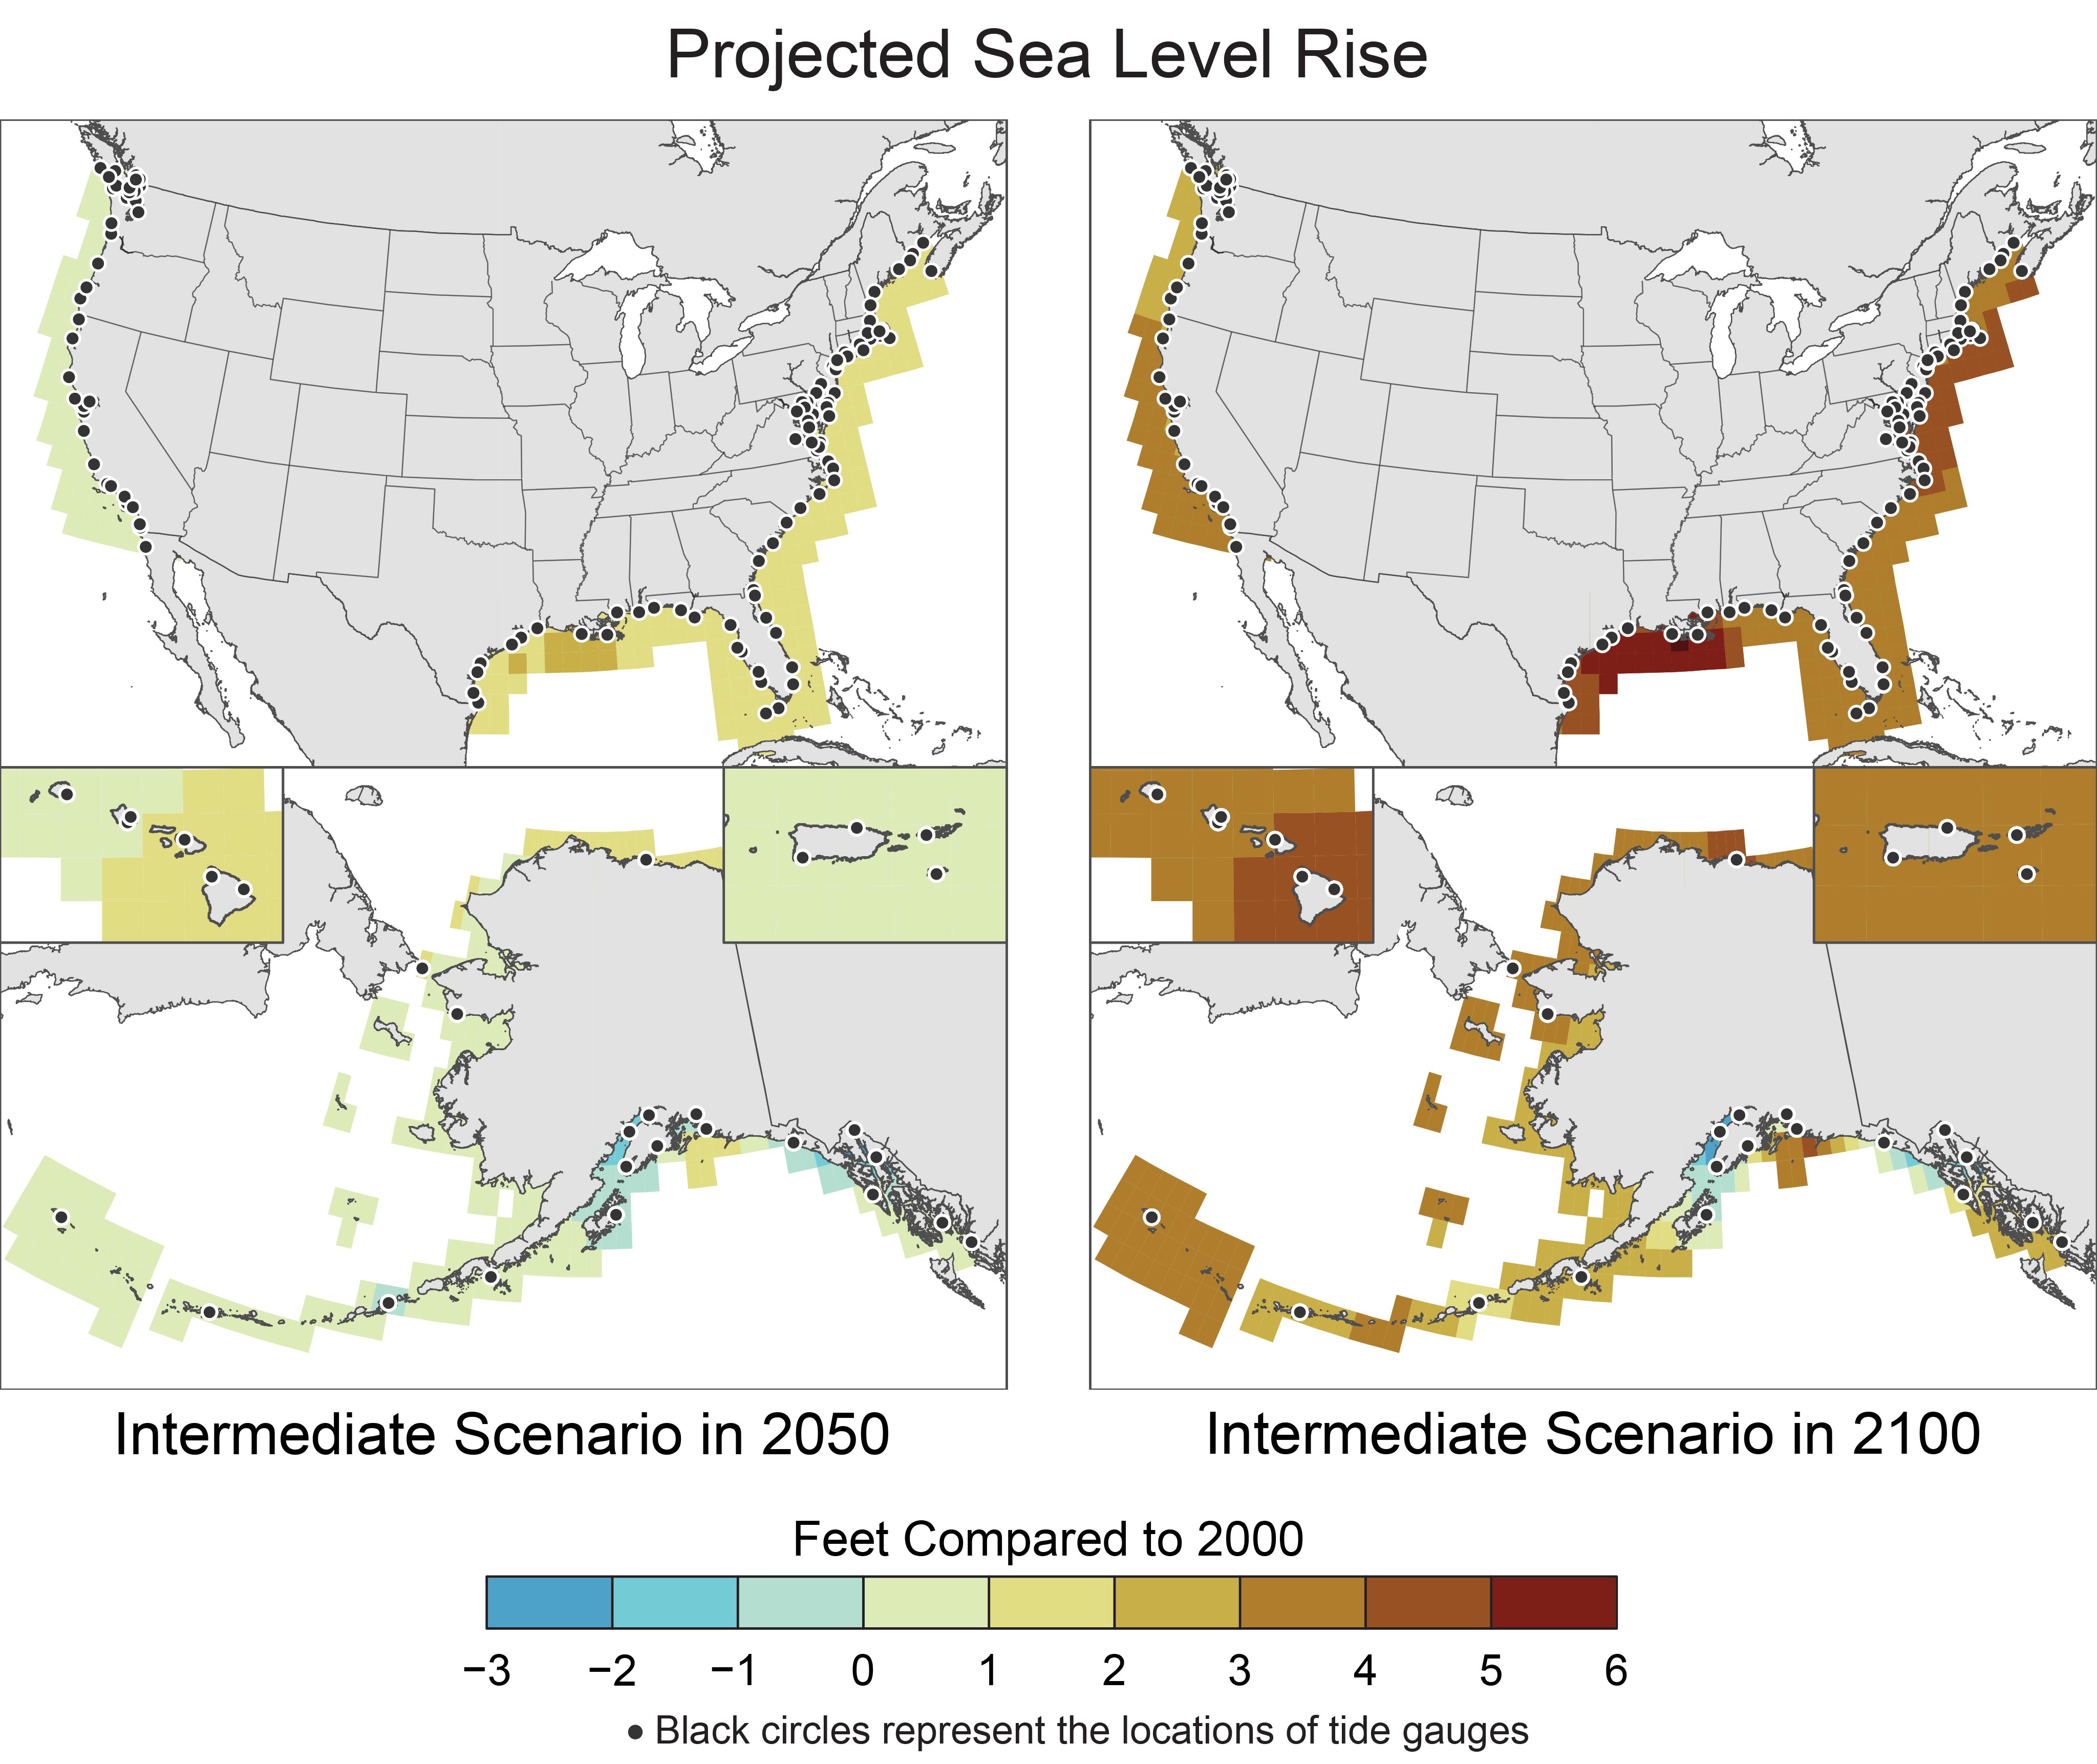 Projected Sea Level Rise
Intermediate Scenario in 2050
Intermediate Scenario in 2100
Feet Compared to 2000
−3 −2 −1 0 1 2 3 4 5 6
Black circles represent the locations of tide gauges